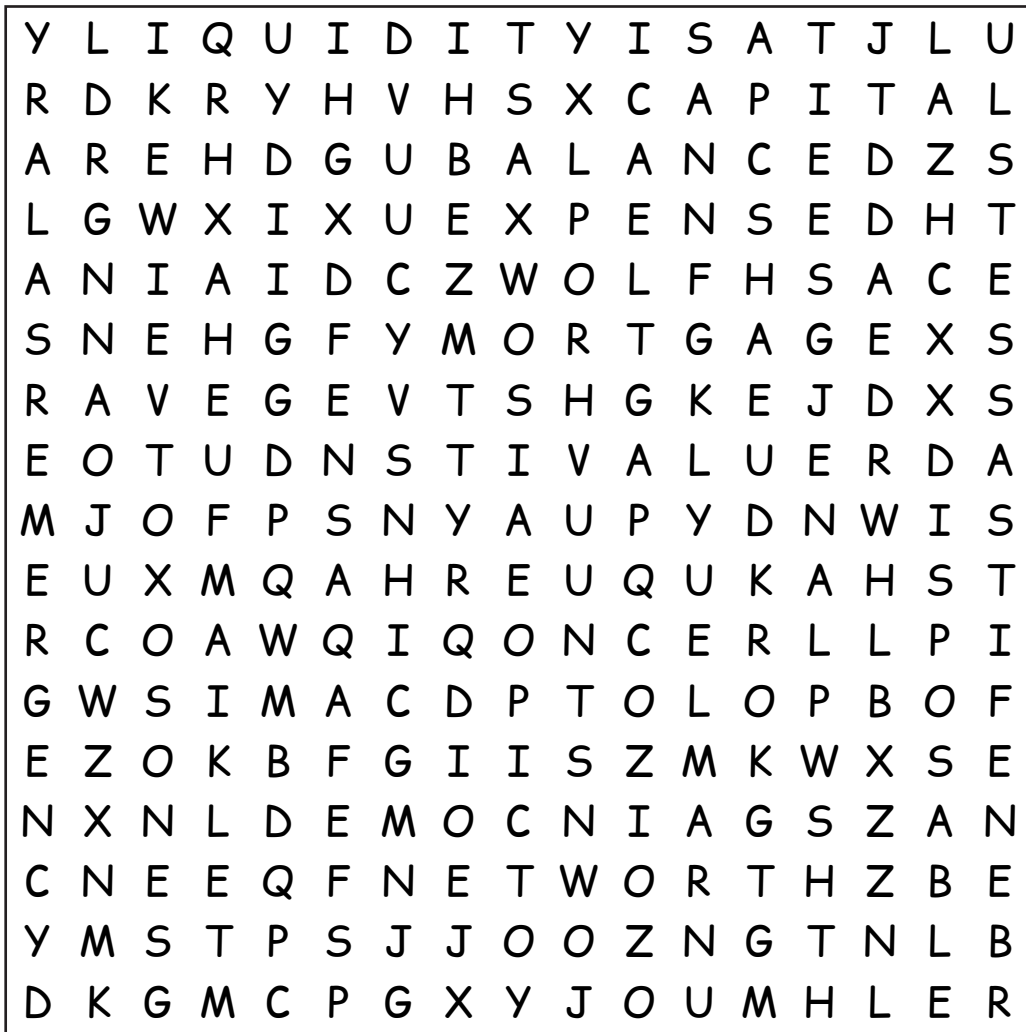 Y L I Q U I D I T Y I S A T J L U
R D K R Y H V H S X C A P I T A L
A R E H D G U B A L A N C E D Z S
L G W X I X U E X P E N S E D H T
A N I A I D C Z W O L F H S A C E
S N E H G F Y M O R T G A G E X S
R A V E G E V T S H G K E J D X S
E O T U D N S T I V A L U E R D A
M J O F P S N Y A U P Y D N W I S
E U X M Q A H R E U Q U K A H S T
R C O A W Q I Q O N C E R L L P I
G W S I M A C D P T O L O P B O F
E Z O K B F G I I S Z M K W X S E
N X N L D E M O C N I A G S Z A N
C N E E Q F N E T W O R T H Z B E
Y M S T P S J J O O Z N G T N L B
D K G M C P G X Y J O U M H L E R